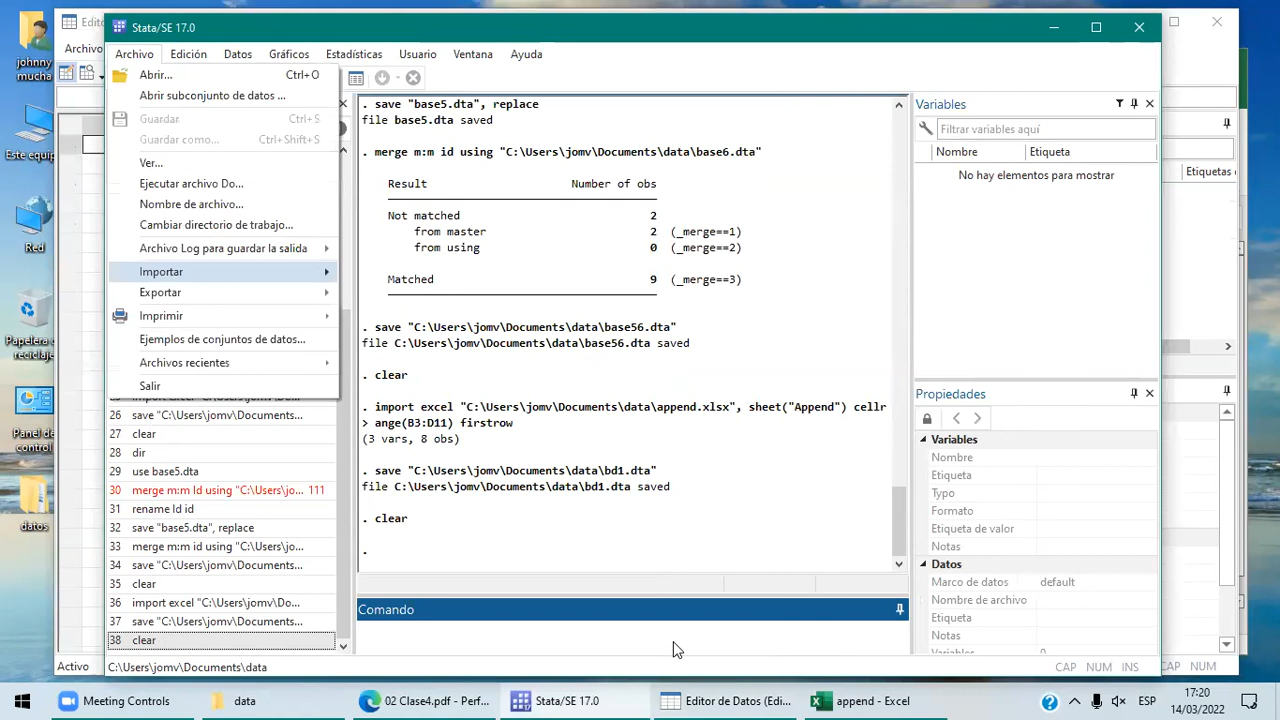 Stata/SE 17.0
Archivo Edición Datos Gráficos Estadísticas Usuario Ventana Ayuda
Abrir... Ctrl+O
Abrir subconjunto de datos ...
Guardar Ctrl+S
Guardar como... Ctrl+Shift+S
Ver...
Ejecutar archivo Do...
Nombre de archivo...
Cambiar directorio de trabajo...
Archivo Log para guardar la salida
Importar
Exportar
Imprimir
Ejemplos de conjuntos de datos...
Archivos recientes
Salir
26 save "C:\Users\jomv\Documents...
27 clear
28 dir
29 use base5.dta
30 merge m:m Id using "C:\Users\jo... 111
31 rename Id id
32 save "base5.dta", replace
33 merge m:m id using "C:\Users\jo...
34 save "C:\Users\jomv\Documents...
35 clear
36 import excel "C:\Users\jomv\Do...
37 save "C:\Users\jomv\Documents...
38 clear
. save "base5.dta", replace
file base5.dta saved
. merge m:m id using "C:\Users\jomv\Documents\data\base6.dta"
Result Number of obs
Not matched 2
from master 2 (_merge==1)
from using 0 (_merge==2)
Matched 9 (_merge==3)
. save "C:\Users\jomv\Documents\data\base56.dta"
file C:\Users\jomv\Documents\data\base56.dta saved
. clear
. import excel "C:\Users\jomv\Documents\data\append.xlsx", sheet("Append") cellr
> ange(B3:D11) firstrow
(3 vars, 8 obs)
. save "C:\Users\jomv\Documents\data\bd1.dta"
file C:\Users\jomv\Documents\data\bd1.dta saved
. clear
.
Comando
Variables
Filtrar variables aquí
Nombre Etiqueta
No hay elementos para mostrar
Propiedades
Variables
Nombre
Etiqueta
Tipo
Formato
Etiqueta de valor
Notas
Datos
Marco de datos default
Nombre de archivo
Etiqueta
Notas
C:\Users\jomv\Documents\data
CAP NUM INS
Archivo
Activo
CAP NUM
johnny
mucha
Red
Papelera de
reciclaje
Panel de
control
datos
Meeting Controls
data
03 Clase4.pdf - Perf...
Stata/SE 17.0
Editor de Datos (Edi...
append - Excel
ESP
17:20
14/03/2022